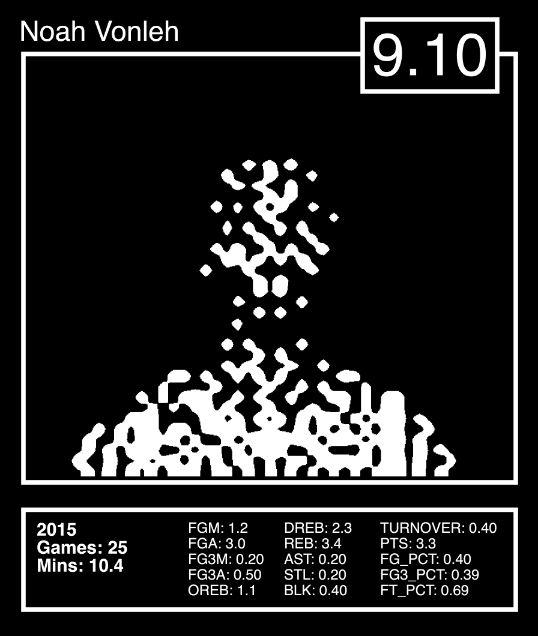 Noah Vonleh
9.10
2015
Games: 25
Mins: 10.4
FGM: 1.2
FGA: 3.0
FG3M: 0.20
FG3A: 0.50
OREB: 1.1
DREB: 2.3
REB: 3.4
AST: 0.20
STL: 0.20
BLK: 0.40
TURNOVER: 0.40
PTS: 3.3
FG_PCT: 0.40
FG3_PCT: 0.39
FT_PCT: 0.69